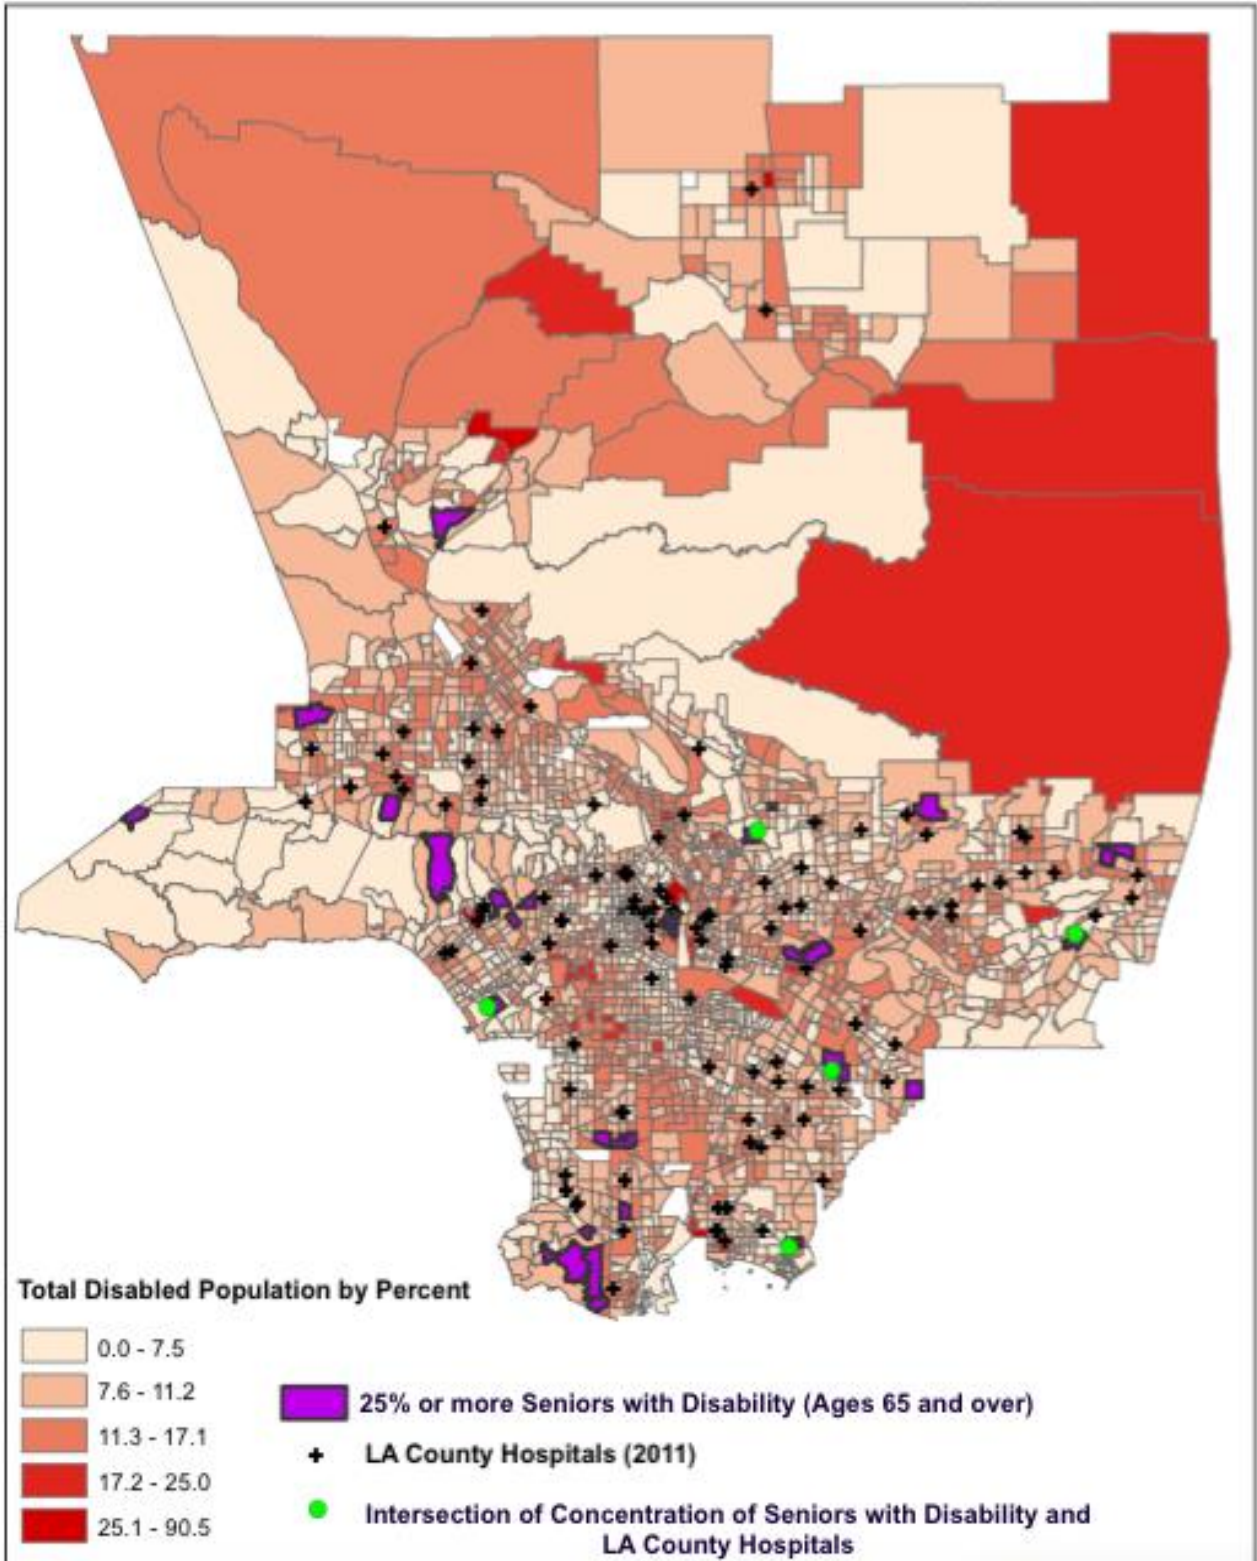 Total Disabled Population by Percent
0.0 - 7.5
7.6 - 11.2
11.3 - 17.1
17.2 - 25.0
25.1 - 90.5
25% or more Seniors with Disability (Ages 65 and over)
LA County Hospitals (2011)
Intersection of Concentration of Seniors with Disability and
LA County Hospitals